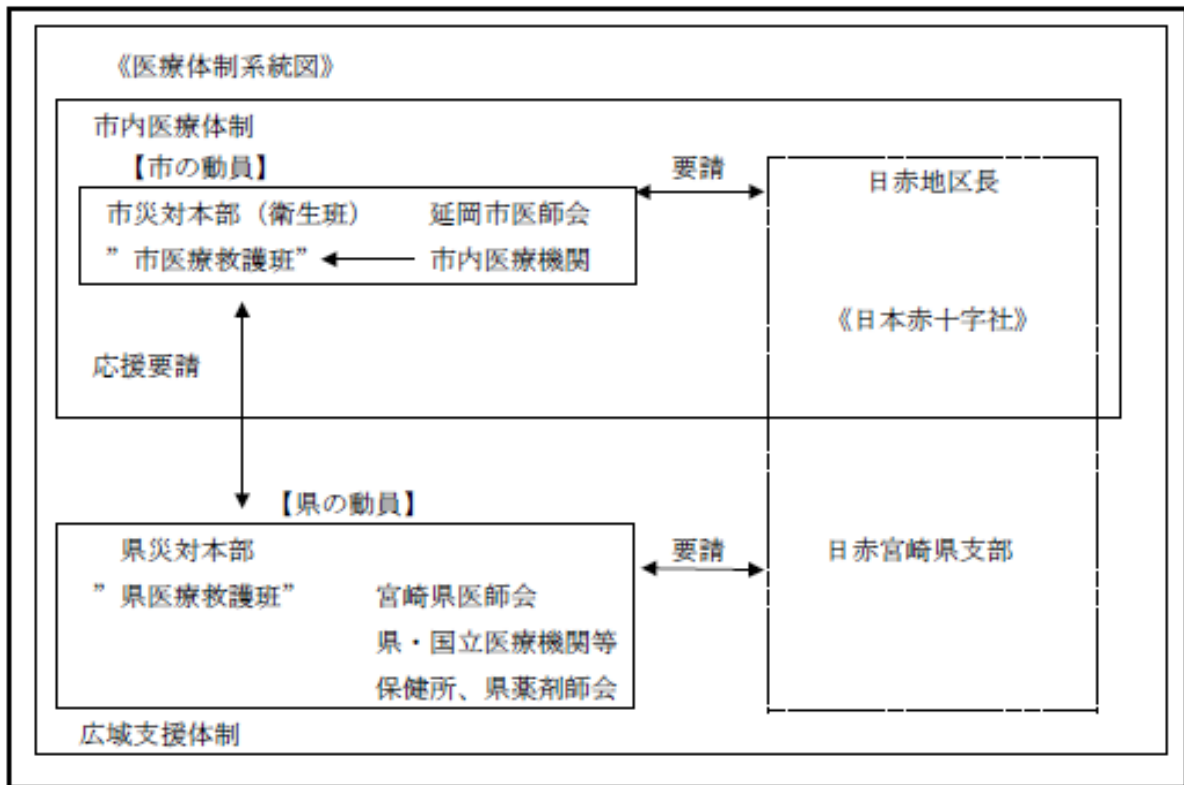 《医療体制系統図》
市内医療体制
【市の動員】
要請
日赤地区長
市災対本部（衛生班）　延岡市医師会
”市医療救護班”　市内医療機関
《日本赤十字社》
応援要請
【県の動員】
県災対本部
要請
日赤宮崎県支部
”県医療救護班”　宮崎県医師会
県・国立医療機関等
保健所、県薬剤師会
広域支援体制